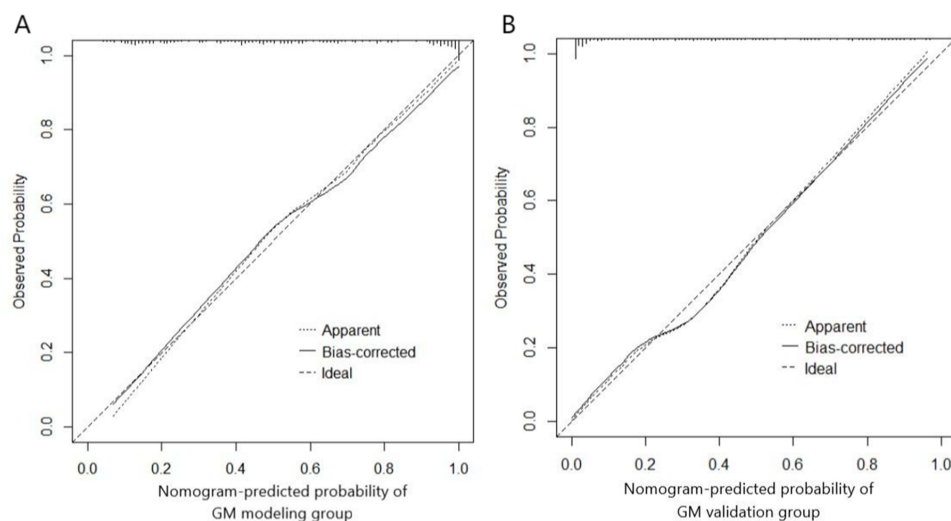 A
Observed Probability
1.0
0.8
0.6
0.4
0.2
0.0
Apparent
Bias-corrected
Ideal
0.0 0.2 0.4 0.6 0.8 1.0
Nomogram-predicted probability of
GM modeling group
B
Observed Probability
1.0
0.8
0.6
0.4
0.2
0.0
Apparent
Bias-corrected
Ideal
0.0 0.2 0.4 0.6 0.8 1.0
Nomogram-predicted probability of
GM validation group